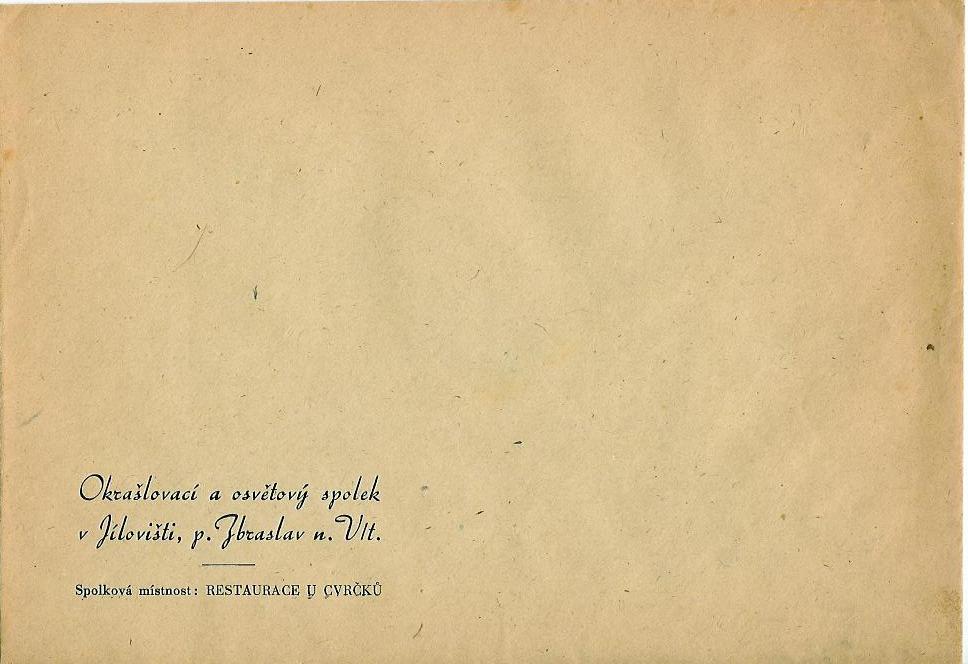 Okrašlovací a osvětový spolek
v Jílovišti, p. Zbraslav n. Vlt.
Spolková místnost: RESTAURACE U CVRČKŮ